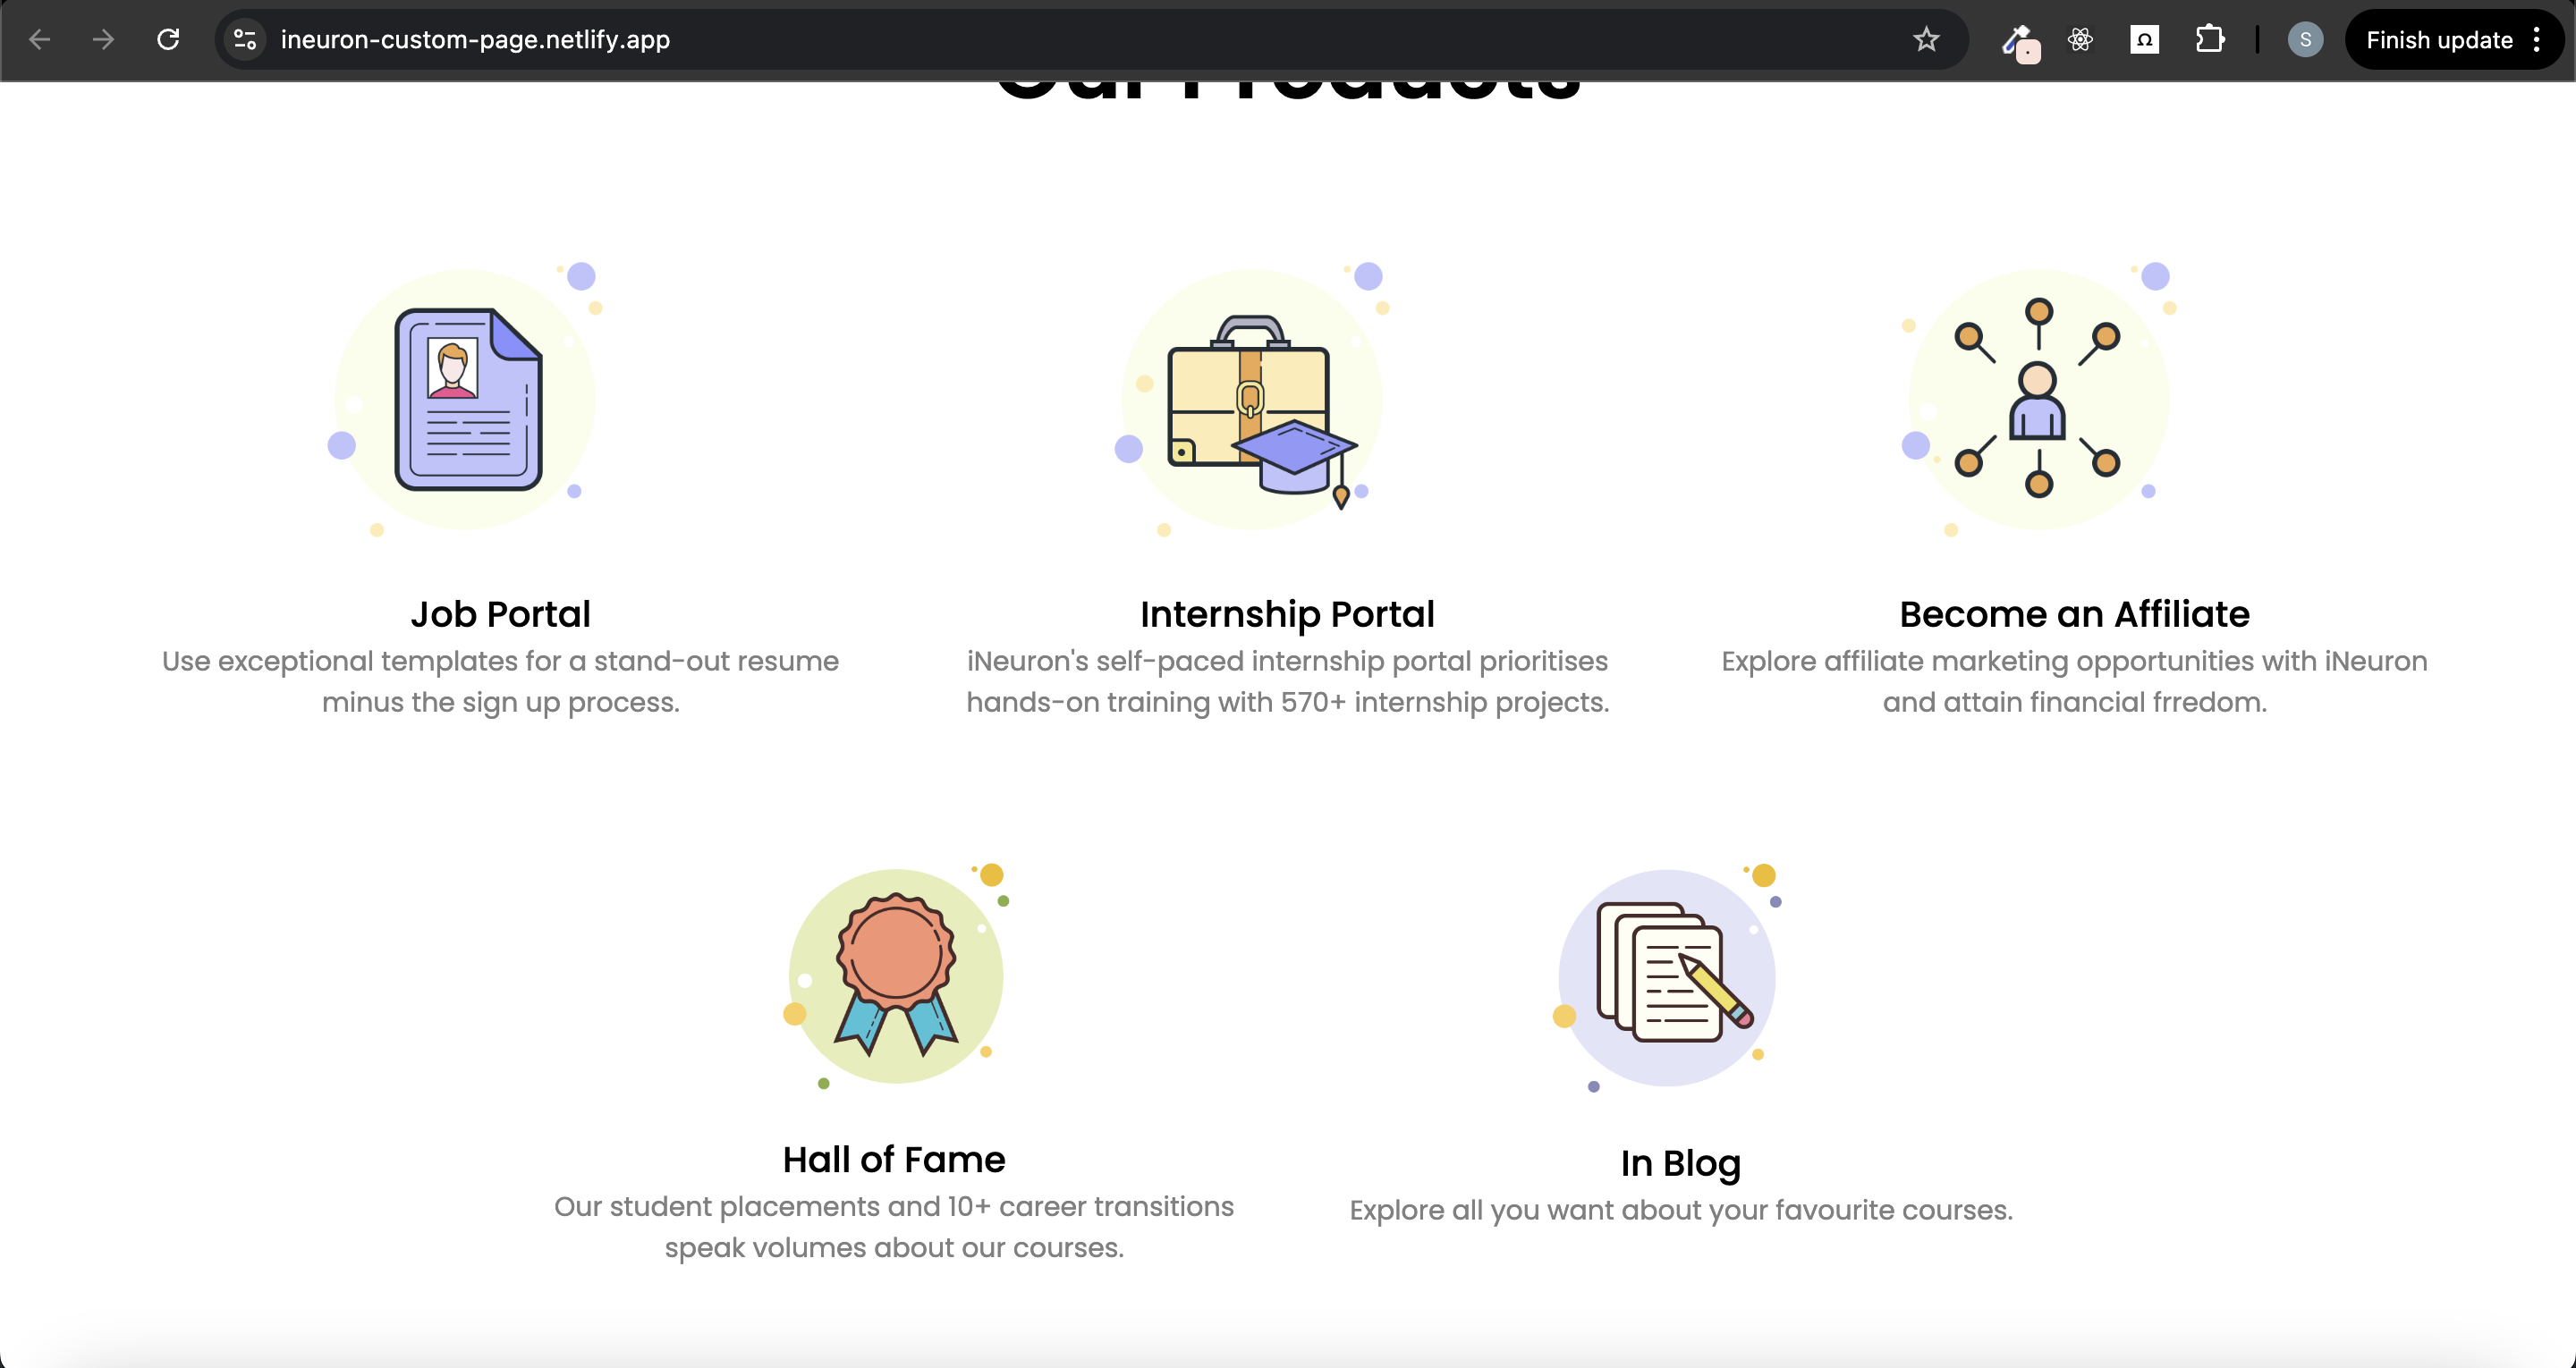 ineuron-custom-page.netlify.app
S
Finish update
Our Products
Job Portal
Use exceptional templates for a stand-out resume
minus the sign up process.
Internship Portal
iNeuron's self-paced internship portal prioritises
hands-on training with 570+ internship projects.
Become an Affiliate
Explore affiliate marketing opportunities with iNeuron
and attain financial frredom.
Hall of Fame
Our student placements and 10+ career transitions
speak volumes about our courses.
In Blog
Explore all you want about your favourite courses.